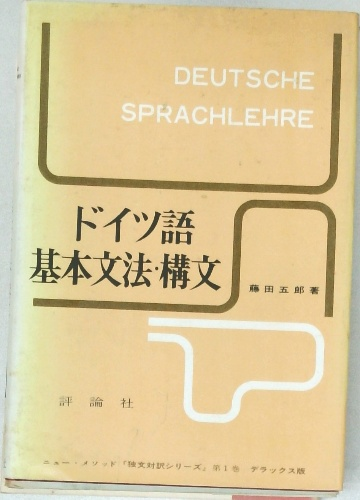 DEUTSCHE
SPRACHLEHRE
ドイツ語
基本文法・構文
藤田五郎著
評論社
ニュー・メソッド『独文対訳シリーズ』第1巻 デラックス版